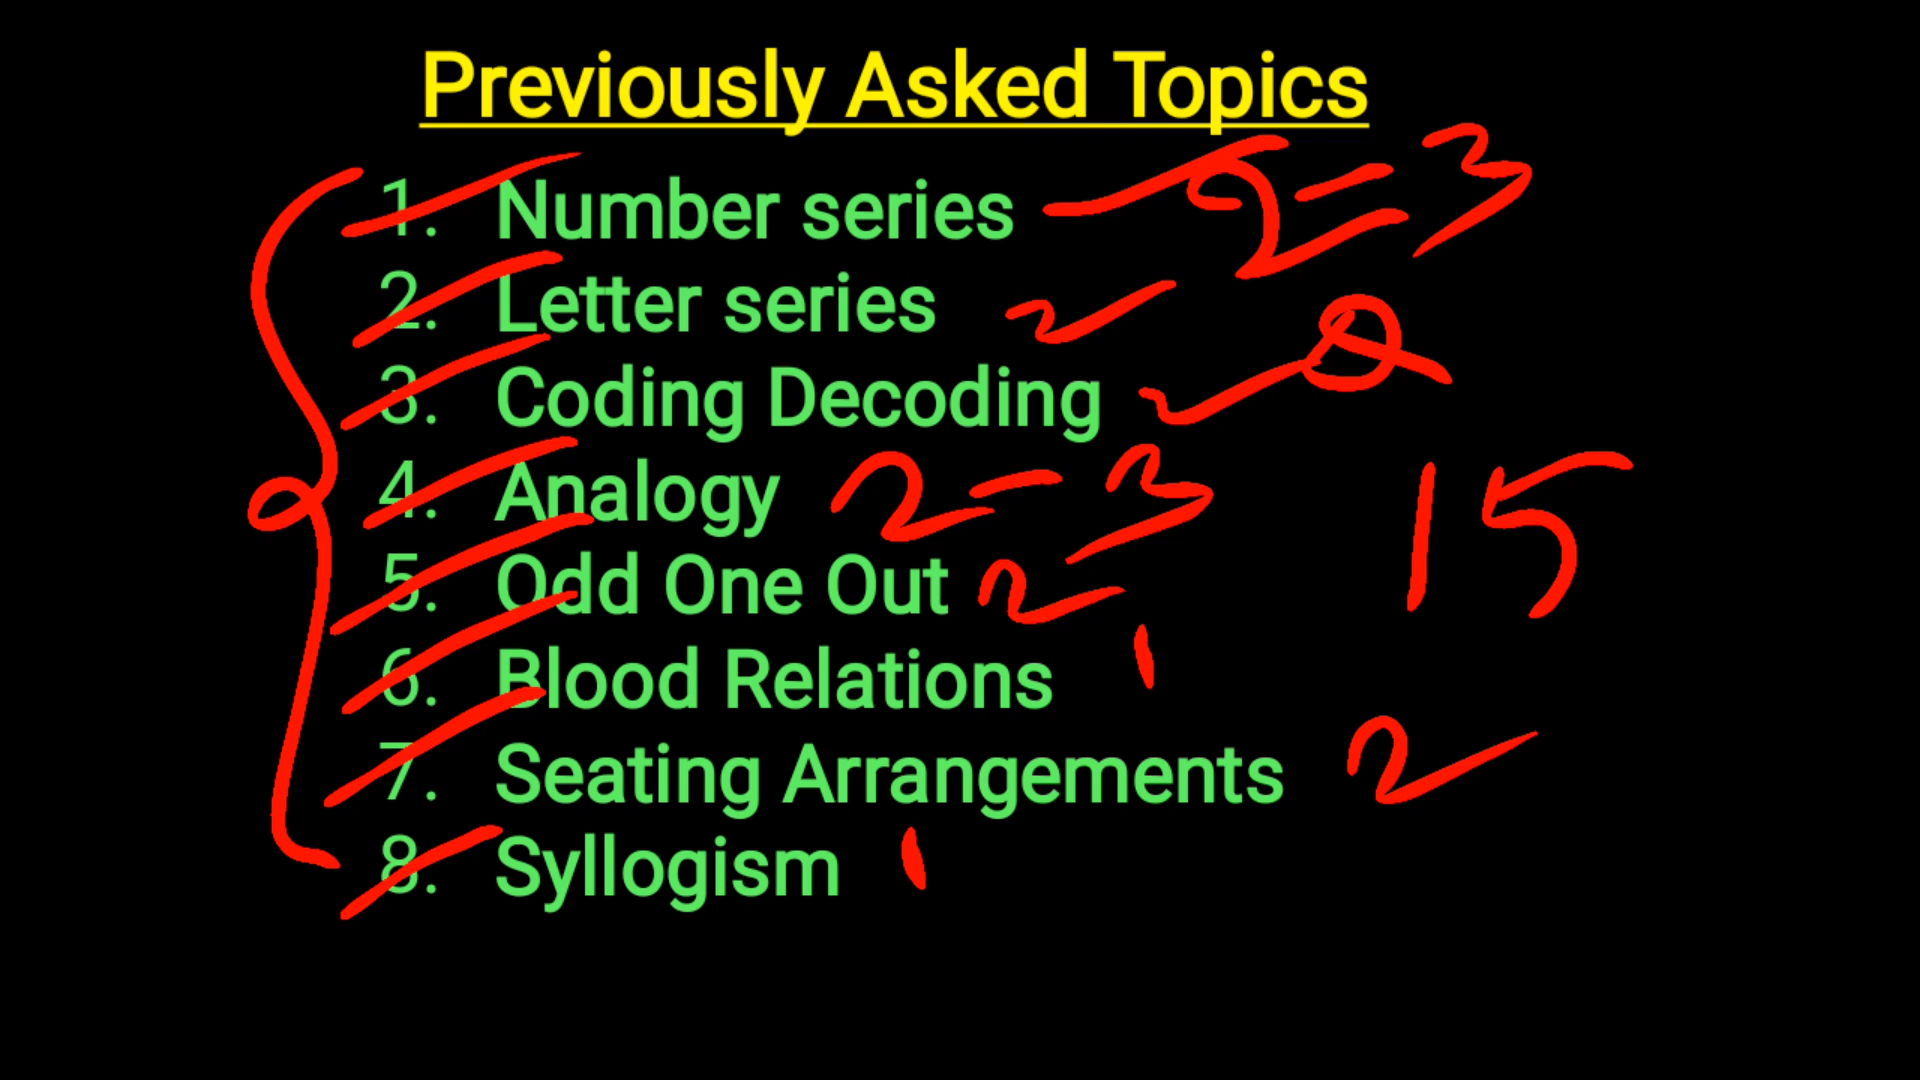 Previously Asked Topics
1. Number series 2-3
2. Letter series 2
3. Coding Decoding 2
4. Analogy 2-3
5. Odd One Out 2
15
6. Blood Relations 1
7. Seating Arrangements 2
8. Syllogism 1